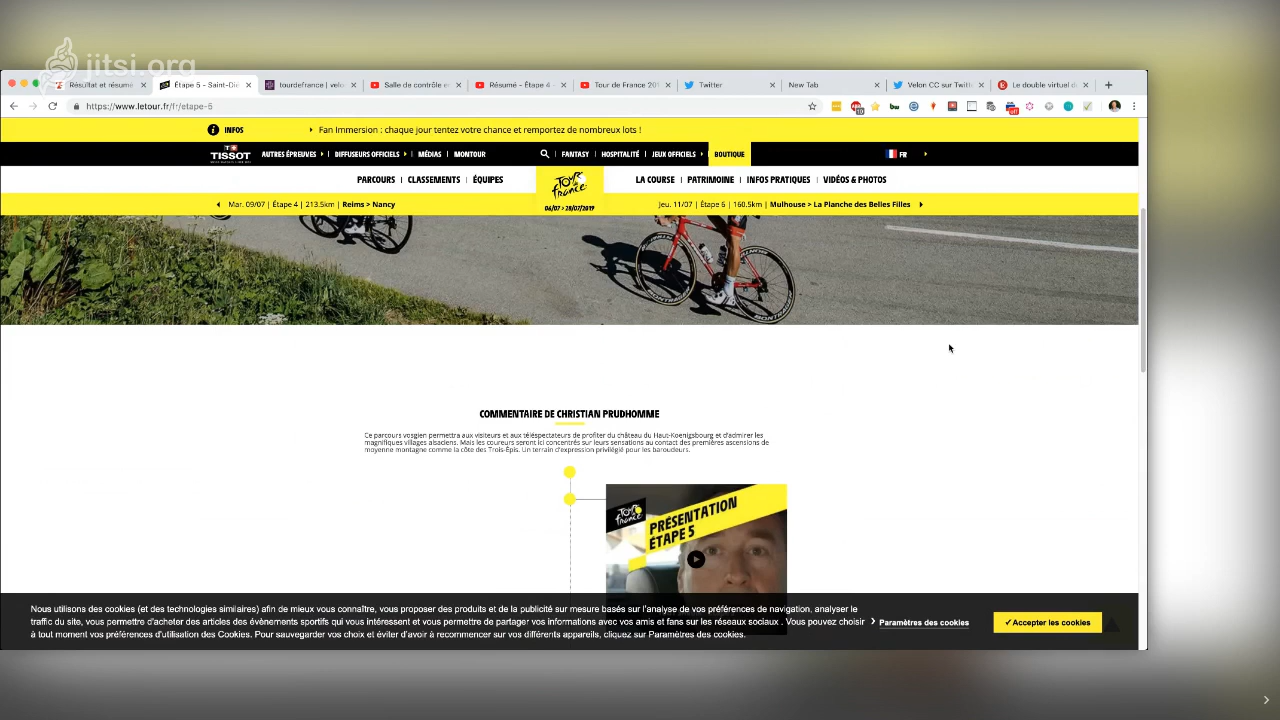 jitsi.org
Résultat et résumé
Étape 5 - Saint-Dié
tourdefrance | velo
Salle de contrôle e
Résumé - Étape 4
Tour de France 201
Twitter
New Tab
Velon CC sur Twitt
Le double virtuel d
https://www.letour.fr/fr/etape-5
INFOS
Fan Immersion : chaque jour tentez votre chance et remportez de nombreux lots !
TISSOT
AUTRES ÉPREUVES
DIFFUSEURS OFFICIELS
MÉDIAS
MONTOUR
FANTASY
HOSPITALITÉ
JEUX OFFICIELS
BOUTIQUE
FR
PARCOURS | CLASSEMENTS | ÉQUIPES
Tour de france
06/07 > 28/07/2019
LA COURSE | PATRIMOINE | INFOS PRATIQUES | VIDÉOS & PHOTOS
Mar. 09/07 | Étape 4 | 213.5km | Reims > Nancy
Jeu. 11/07 | Étape 6 | 160.5km | Mulhouse > La Planche des Belles Filles
COMMENTAIRE DE CHRISTIAN PRUDHOMME
Ce parcours vosgien permettra aux visiteurs et aux téléspectateurs de profiter du château du Haut-Koenigsbourg et d'admirer les
magnifiques villages alsaciens. Mais les coureurs seront ici concentrés sur leurs sensations au contact des premières ascensions de
moyenne montagne comme la côte des Trois-Épis. Un terrain d'expression privilégié pour les baroudeurs.
Tour de france
PRÉSENTATION
ÉTAPE 5
Nous utilisons des cookies (et des technologies similaires) afin de mieux vous connaître, vous proposer des produits et de la publicité sur mesure basés sur l'analyse de vos préférences de navigation, analyser le
traffic du site, vous permettre d'acheter des articles des évènements sportifs qui vous intéressent et vous permettre de partager vos informations avec vos amis et fans sur les réseaux sociaux . Vous pouvez choisir
à tout moment vos préférences d'utilisation des Cookies. Pour sauvegarder vos choix et éviter d'avoir à recommencer sur vos différents appareils, cliquez sur Paramètres des cookies.
Paramètres des cookies
✓Accepter les cookies